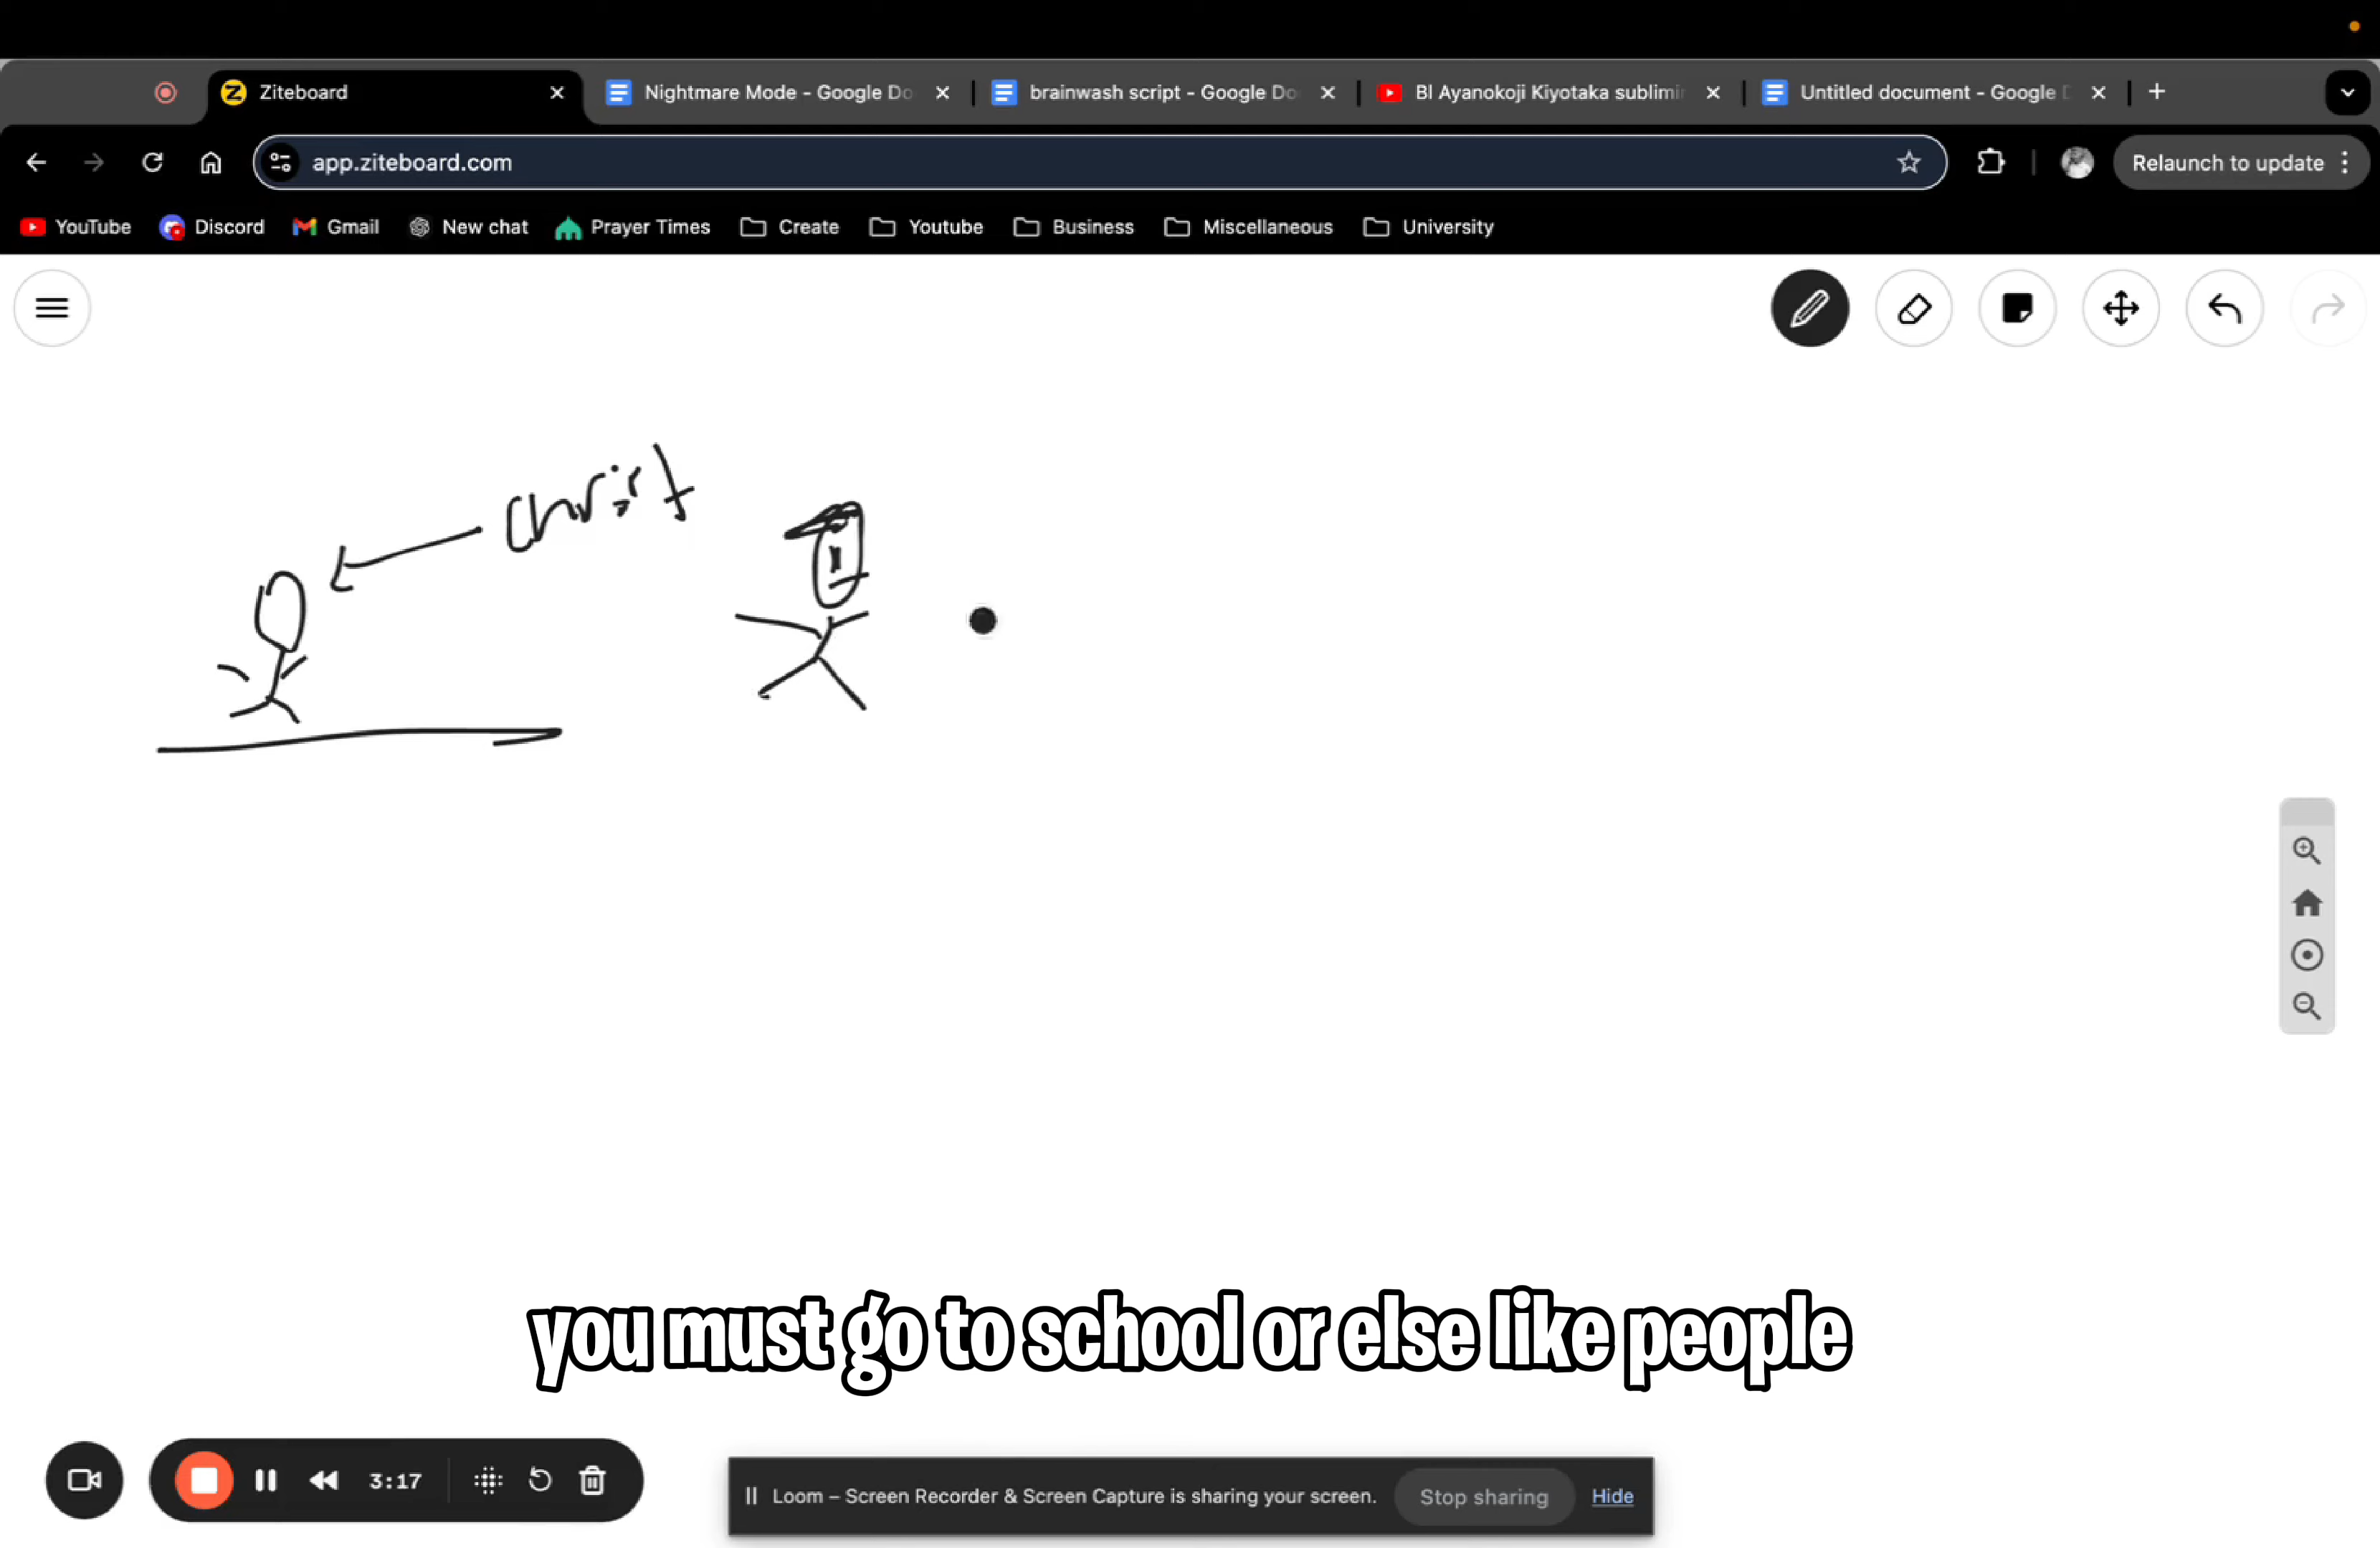 Ziteboard
Nightmare Mode - Google Do
brainwash script - Google Do
BI Ayanokoji Kiyotaka sublimi
Untitled document - Google
app.ziteboard.com
Relaunch to update
YouTube
Discord
Gmail
New chat
Prayer Times
Create
Youtube
Business
Miscellaneous
University
christ
you must go to school or else like people
3:17
Loom – Screen Recorder & Screen Capture is sharing your screen.
Stop sharing
Hide